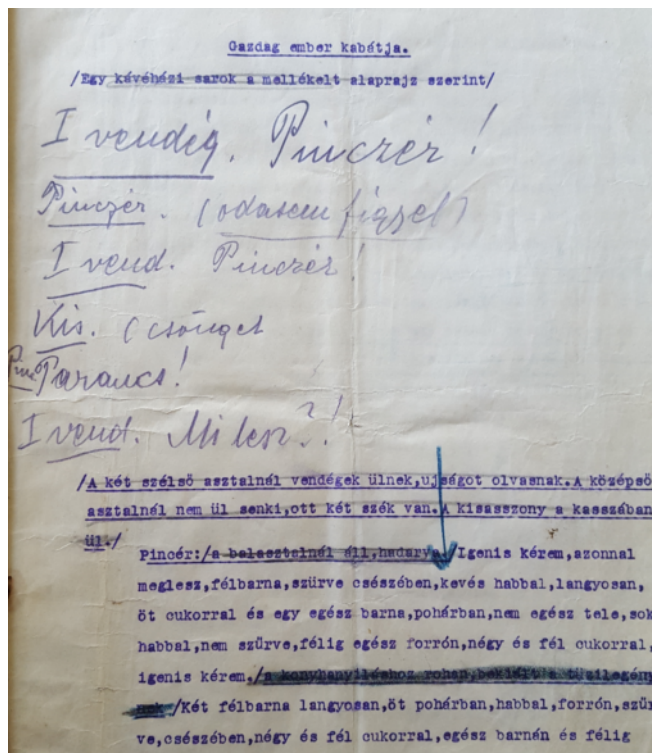 Gazdag ember kabátja.
/Egy kávéházi sarok a mellékelt alaprajz szerint/
I vendég. Pinczér!
Pinczér. (odasem figyel)
I vend. Pinczér!
Kis. (csönget
Pinc Parancs!
I vend. Mi lesz?!
/A két szélső asztalnál vendégek ülnek,ujságot olvasnak.A középső
asztalnál nem ül senki,ott két szék van.A kisasszony a kasszában
ül./
Pincér:/a balasztalnál áll,hadarva/Igenis kérem,azonnal
meglesz,félbarna,szürve csészében,kevés habbal,langyosan,
öt cukorral és egy egész barna,pohárban,nem egész tele,sok
habbal,nem szűrve,félig egész forrón,négy és fél cukorral,
igenis kérem./a konyhanyiláshoz rohan,bekiált a
/Két félbarna langyosan,öt pohárban,habbal,forrón,szür
ve,csészében,négy és fél cukorral,egész barnán és félig